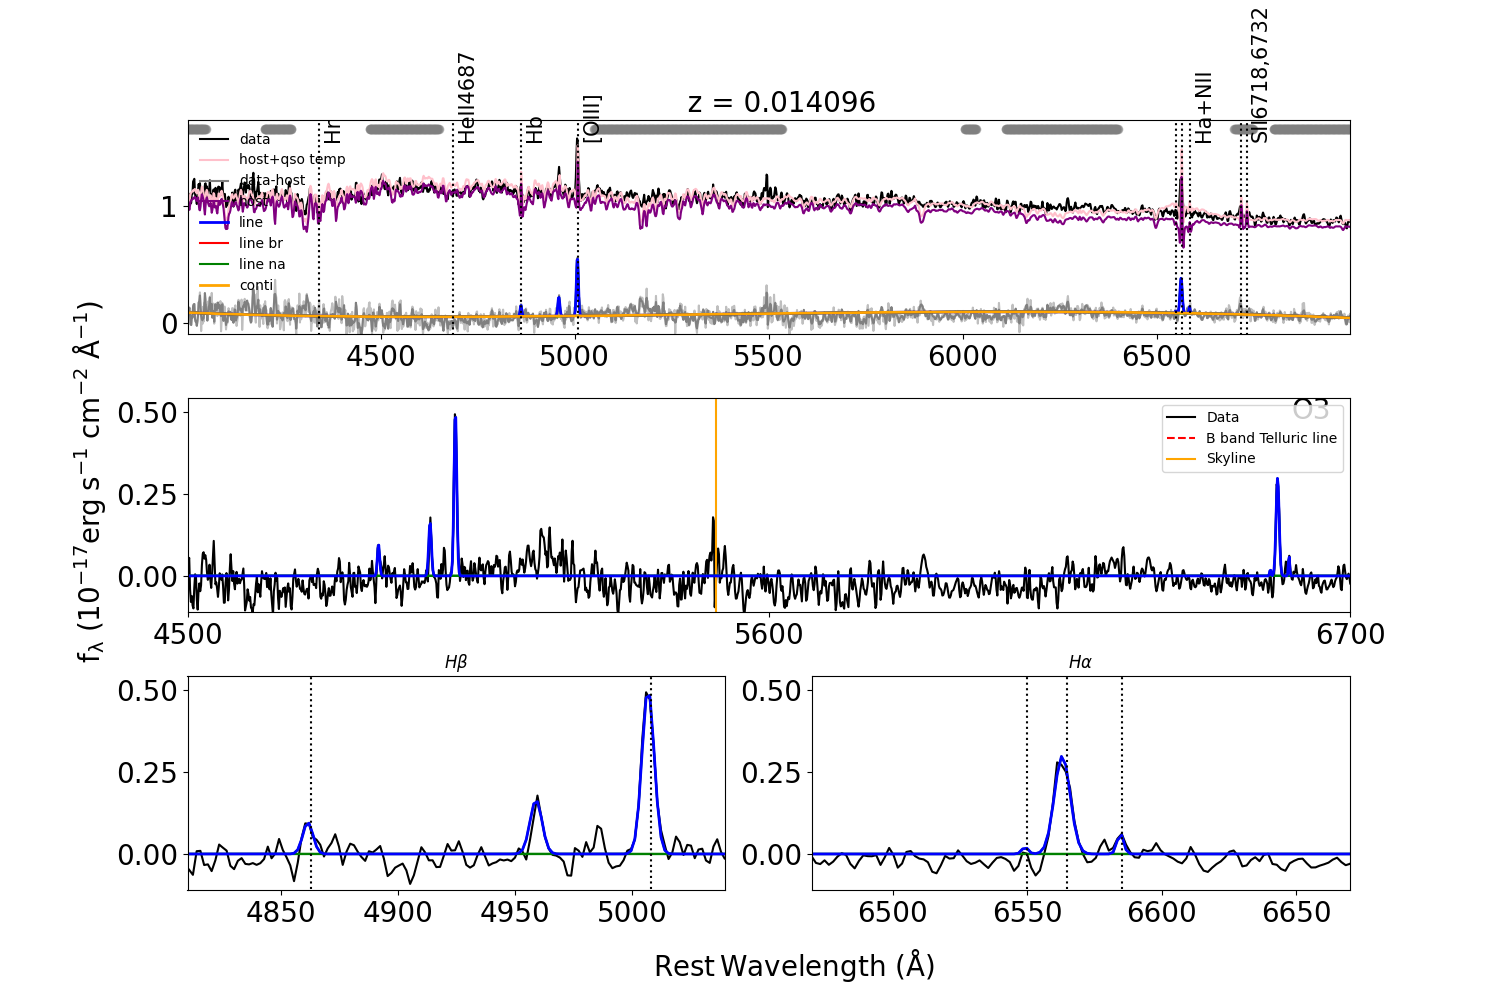 z = 0.014096
Hr
HeII4687
Hb
[OIII]
Ha+NII
SII6718,6732
data
host+qso temp
data-host
host
line
line br
line na
conti
1
0
4500
5000
5500
6000
6500
fλ (10−17erg s−1 cm−2 Å−1)
O3
Data
B band Telluric line
Skyline
0.50
0.25
0.00
4500
5600
6700
Hβ
0.50
0.25
0.00
4850
4900
4950
5000
Hα
0.50
0.25
0.00
6500
6550
6600
6650
Rest Wavelength (Å)